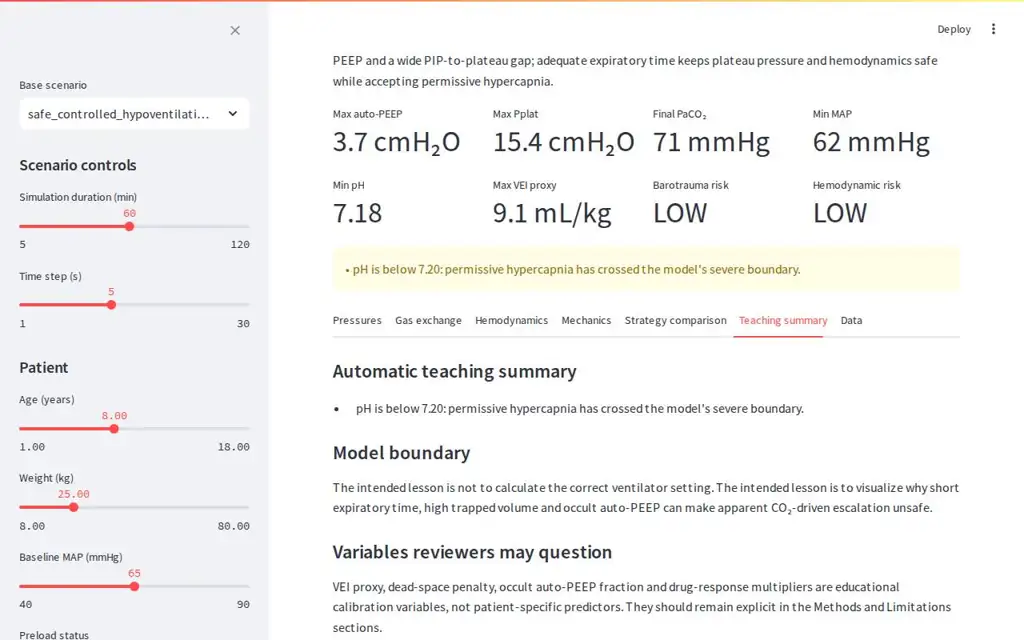 Deploy
Base scenario
safe_controlled_hypoventilati...
Scenario controls
Simulation duration (min)
60
5 120
Time step (s)
5
1 30
Patient
Age (years)
8.00
1.00 18.00
Weight (kg)
25.00
8.00 80.00
Baseline MAP (mmHg)
65
40 90
Preload status
PEEP and a wide PIP-to-plateau gap; adequate expiratory time keeps plateau pressure and hemodynamics safe
while accepting permissive hypercapnia.
Max auto-PEEP Max Pplat Final PaCO₂ Min MAP
3.7 cmH₂O 15.4 cmH₂O 71 mmHg 62 mmHg
Min pH Max VEI proxy Barotrauma risk Hemodynamic risk
7.18 9.1 mL/kg LOW LOW
• pH is below 7.20: permissive hypercapnia has crossed the model's severe boundary.
Pressures Gas exchange Hemodynamics Mechanics Strategy comparison Teaching summary Data
Automatic teaching summary
• pH is below 7.20: permissive hypercapnia has crossed the model's severe boundary.
Model boundary
The intended lesson is not to calculate the correct ventilator setting. The intended lesson is to visualize why short
expiratory time, high trapped volume and occult auto-PEEP can make apparent CO₂-driven escalation unsafe.
Variables reviewers may question
VEI proxy, dead-space penalty, occult auto-PEEP fraction and drug-response multipliers are educational
calibration variables, not patient-specific predictors. They should remain explicit in the Methods and Limitations
sections.